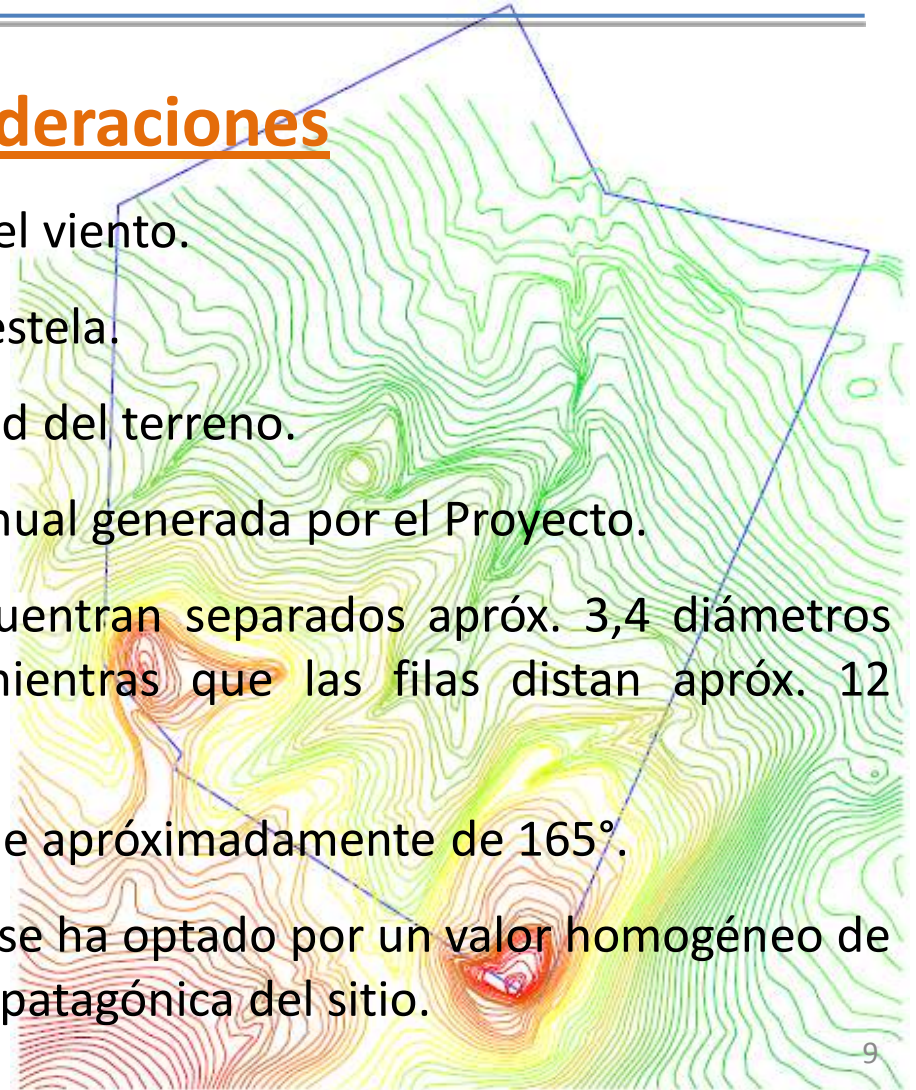 deraciones
el viento.
estela.
d del terreno.
nual generada por el Proyecto.
uentran separados apróx. 3,4 diámetros
mientras que las filas distan apróx. 12
e apróximadamente de 165°.
se ha optado por un valor homogéneo de
patagónica del sitio.
9